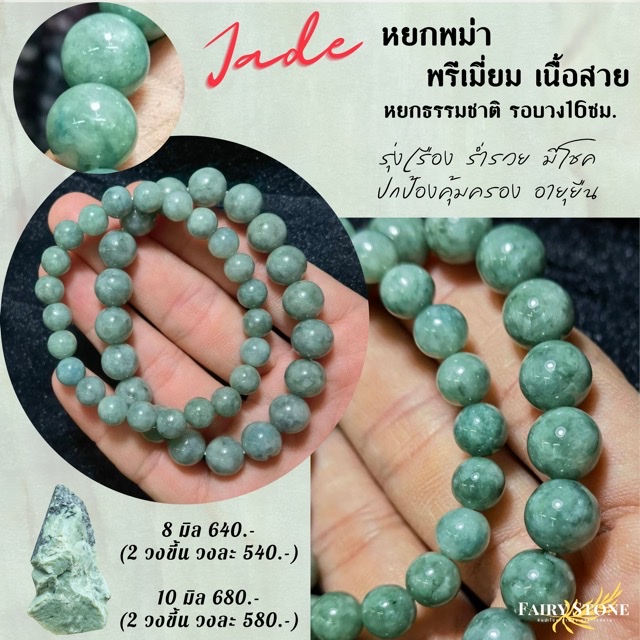 Jade
หยกพม่า
พรีเมี่ยม เนื้อสวย
หยกธรรมชาติ รอบวง16ซม.
รุ่งเรือง ร่ำรวย มีโชค
ปกป้องคุ้มครอง อายุยืน
8 มิล 640.-
(2 วงขึ้น วงละ 540.-)
10 มิล 680.-
(2 วงขึ้น วงละ 580.-)
FAIRY STONE